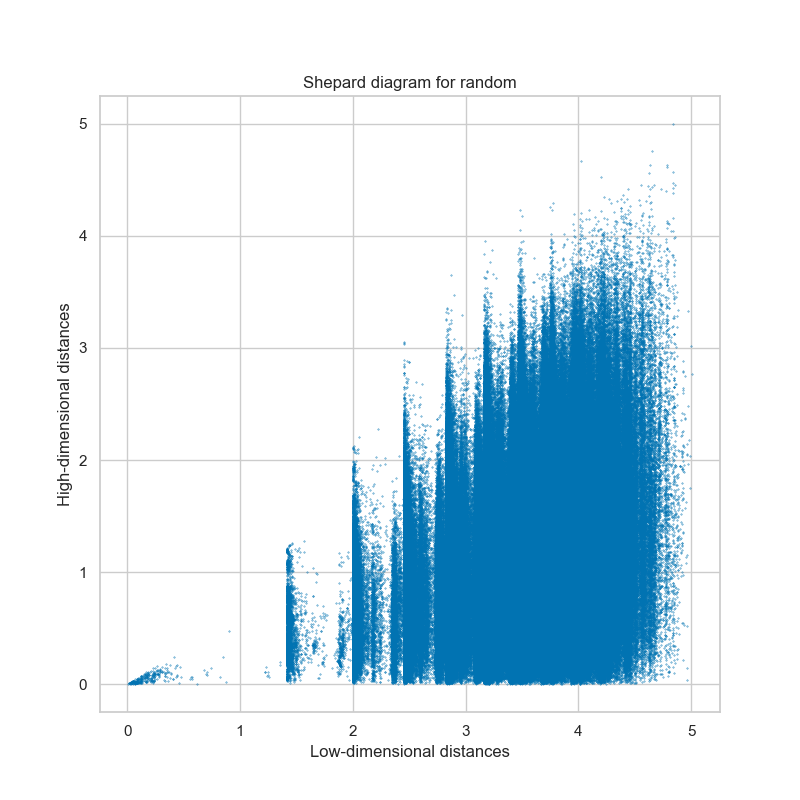 Shepard diagram for random
High-dimensional distances
5
4
3
2
1
0
0 1 2 3 4 5
Low-dimensional distances